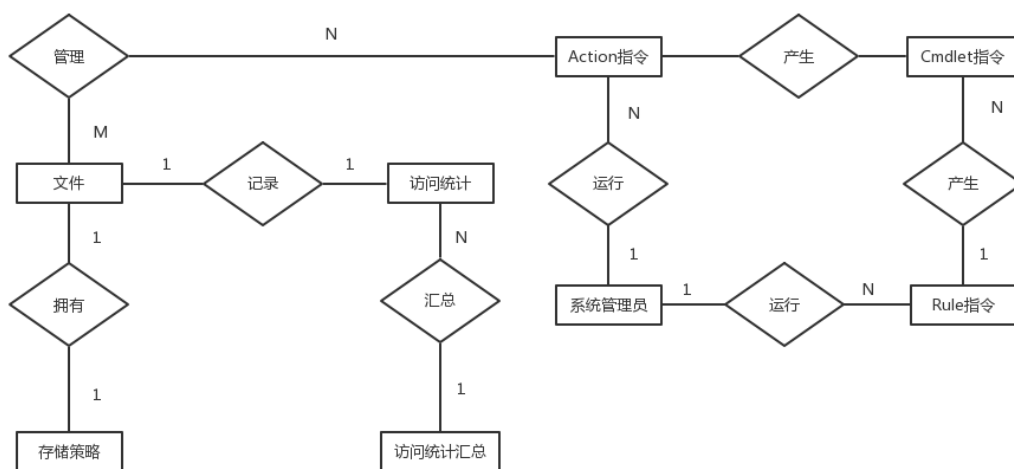 N
管理
Action指令
产生
Cmdlet指令
M
N
N
1
1
文件
记录
访问统计
运行
产生
1
N
1
1
拥有
汇总
系统管理员
1
运行
N
Rule指令
1
1
存储策略
访问统计汇总